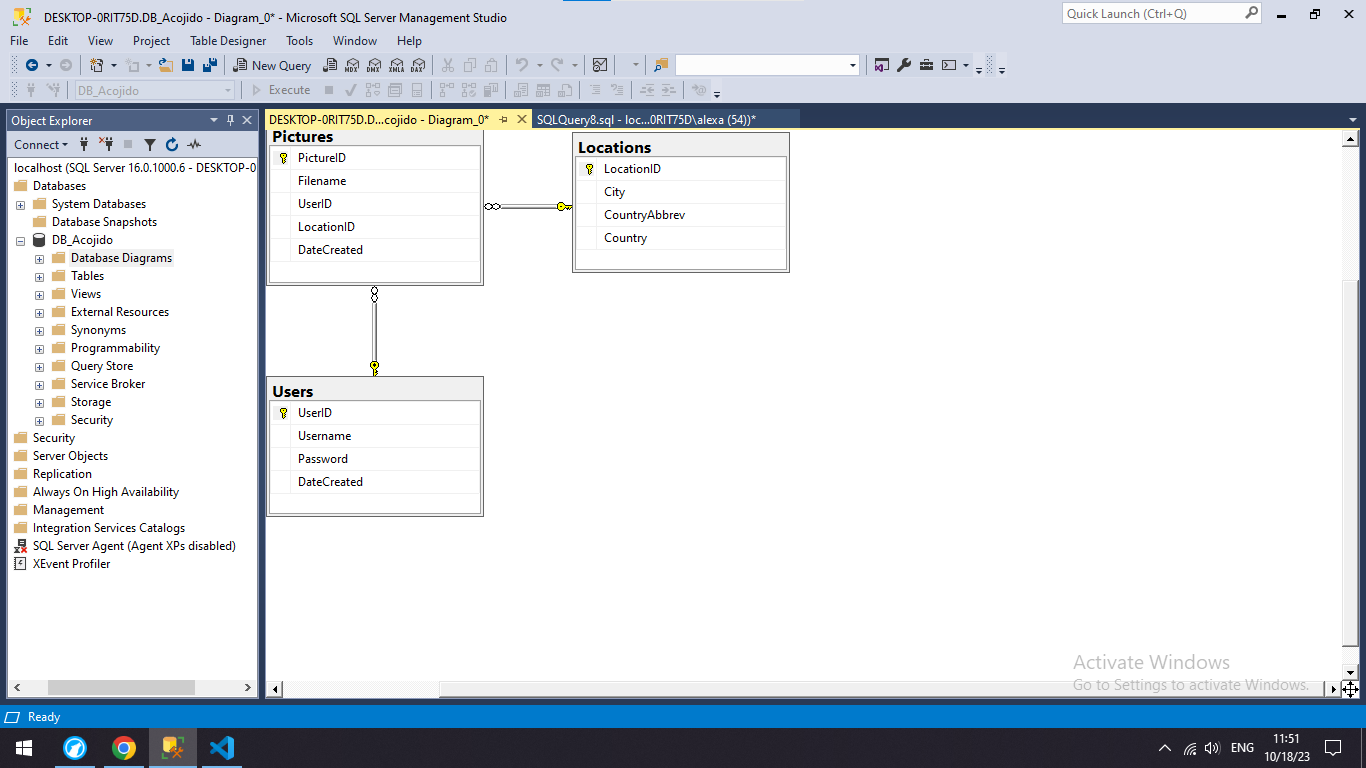 DESKTOP-0RIT75D.DB_Acojido - Diagram_0* - Microsoft SQL Server Management Studio
Quick Launch (Ctrl+Q)
File Edit View Project Table Designer Tools Window Help
New Query MDX DMX XMLA DAX
DB_Acojido Execute
Object Explorer
DESKTOP-0RIT75D.D...cojido - Diagram_0* SQLQuery8.sql - loc...0RIT75D\alexa (54))*
Connect
localhost (SQL Server 16.0.1000.6 - DESKTOP-0
Databases
System Databases
Database Snapshots
DB_Acojido
Database Diagrams
Tables
Views
External Resources
Synonyms
Programmability
Query Store
Service Broker
Storage
Security
Security
Server Objects
Replication
Always On High Availability
Management
Integration Services Catalogs
SQL Server Agent (Agent XPs disabled)
XEvent Profiler
Pictures
PictureID
Filename
UserID
LocationID
DateCreated
Locations
LocationID
City
CountryAbbrev
Country
Users
UserID
Username
Password
DateCreated
Activate Windows
Go to Settings to activate Windows.
Ready
ENG
11:51
10/18/23